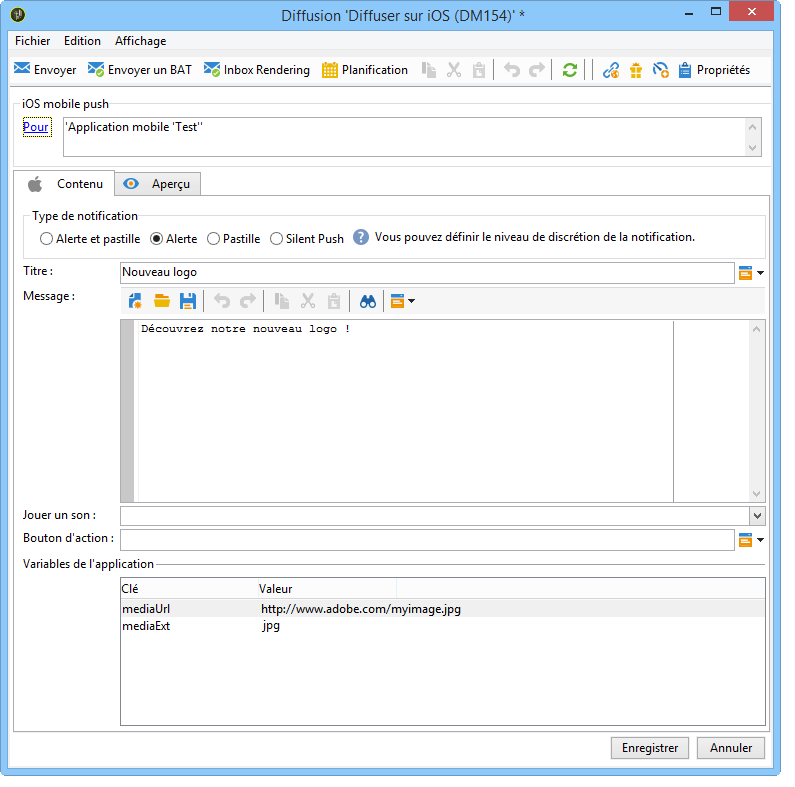 Diffusion 'Diffuser sur iOS (DM154)' *
Fichier Edition Affichage
Envoyer Envoyer un BAT Inbox Rendering Planification Propriétés
iOS mobile push
Pour 'Application mobile 'Test''
Contenu Aperçu
Type de notification
Alerte et pastille Alerte Pastille Silent Push ? Vous pouvez définir le niveau de discrétion de la notification.
Titre : Nouveau logo
Message :
Découvrez notre nouveau logo !
Jouer un son :
Bouton d'action :
Variables de l'application
Clé Valeur
mediaUrl http://www.adobe.com/myimage.jpg
mediaExt jpg
Enregistrer Annuler